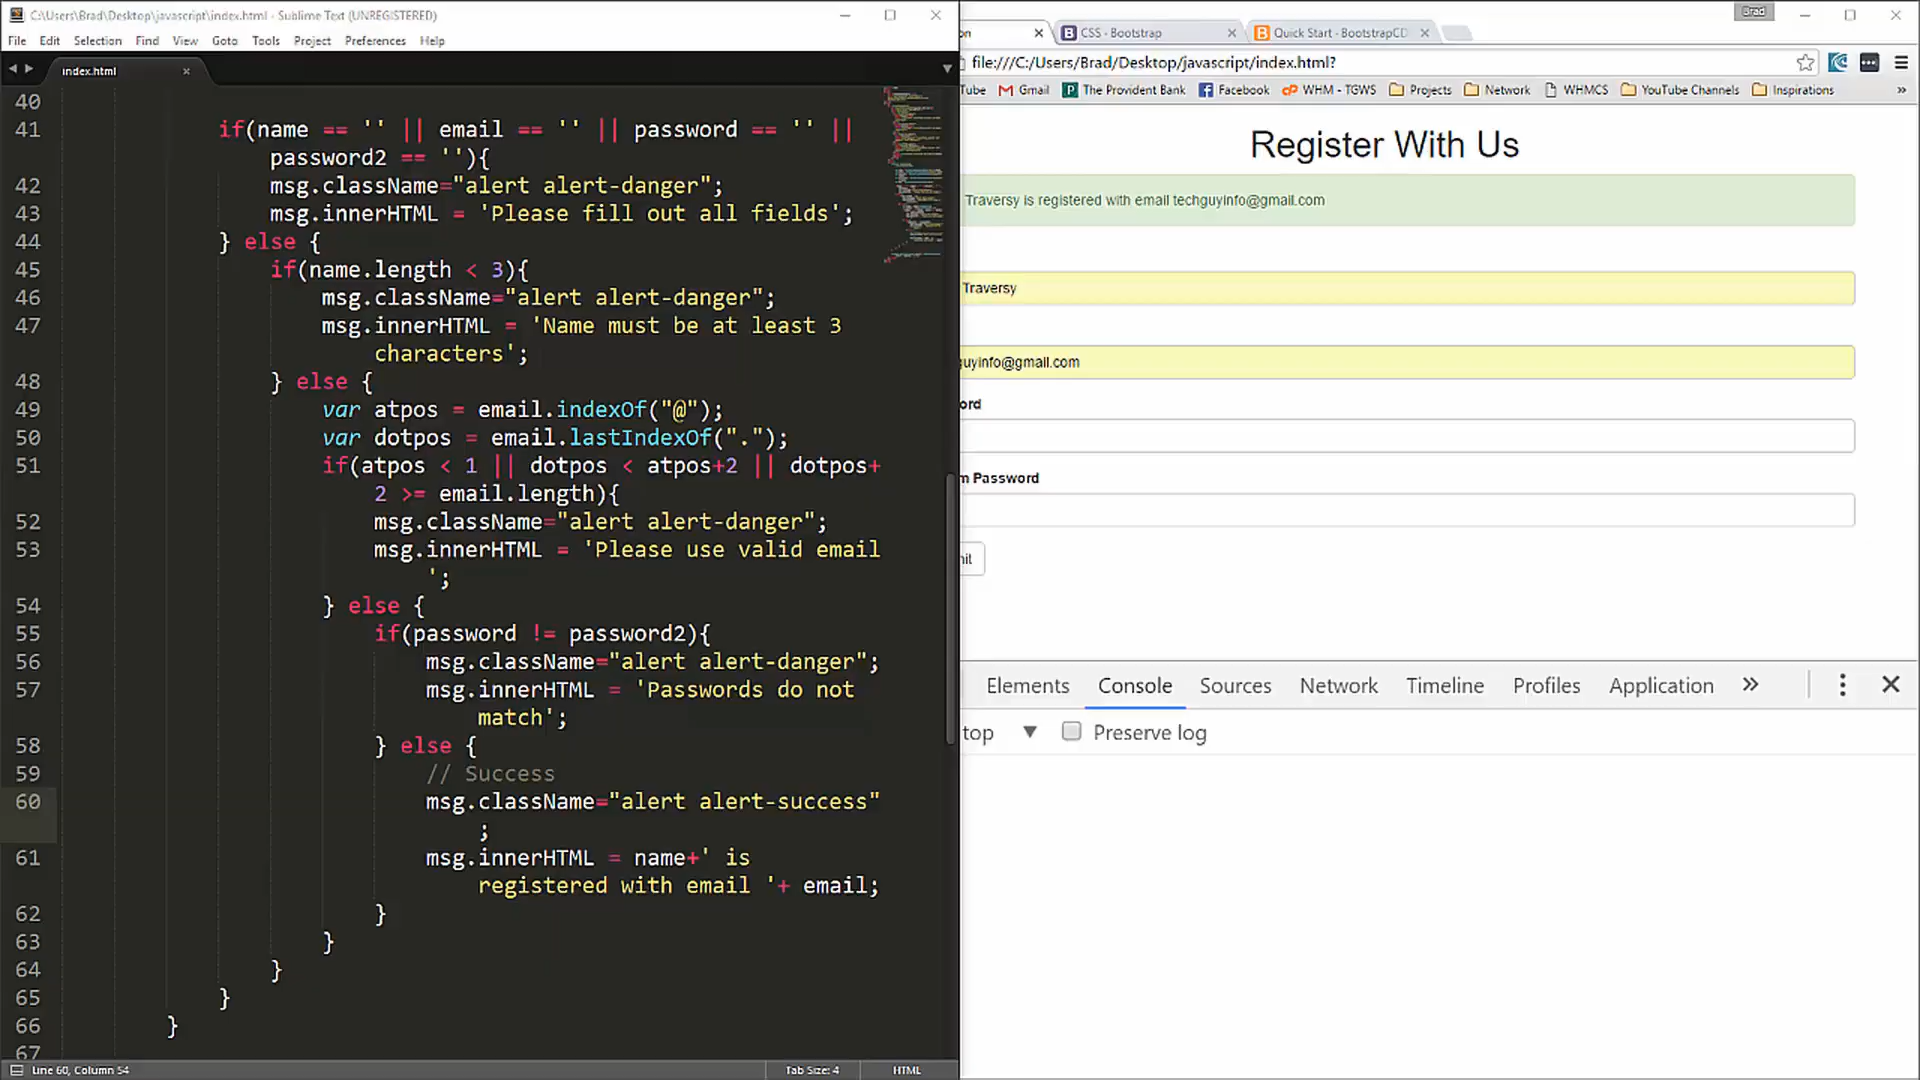 C:\Users\Brad\Desktop\javascript\index.html - Sublime Text (UNREGISTERED)
File Edit Selection Find View Goto Tools Project Preferences Help
index.html
40
41 if(name == '' || email == '' || password == '' ||
password2 == ''){
42 msg.className="alert alert-danger";
43 msg.innerHTML = 'Please fill out all fields';
44 } else {
45 if(name.length < 3){
46 msg.className="alert alert-danger";
47 msg.innerHTML = 'Name must be at least 3
characters';
48 } else {
49 var atpos = email.indexOf("@");
50 var dotpos = email.lastIndexOf(".");
51 if(atpos < 1 || dotpos < atpos+2 || dotpos+
2 >= email.length){
52 msg.className="alert alert-danger";
53 msg.innerHTML = 'Please use valid email
';
54 } else {
55 if(password != password2){
56 msg.className="alert alert-danger";
57 msg.innerHTML = 'Passwords do not
match';
58 } else {
59 // Success
60 msg.className="alert alert-success"
;
61 msg.innerHTML = name+' is
registered with email '+ email;
62 }
63 }
64 }
65 }
66 }
67
Line 60, Column 54 Tab Size: 4 HTML
Brad
on CSS - Bootstrap Quick Start - BootstrapCD
file:///C:/Users/Brad/Desktop/javascript/index.html?
Tube Gmail The Provident Bank Facebook WHM - TGWS Projects Network WHMCS YouTube Channels Inspirations »
Register With Us
Traversy is registered with email techguyinfo@gmail.com
Traversy
guyinfo@gmail.com
ord
m Password
nit
Elements Console Sources Network Timeline Profiles Application »
top Preserve log